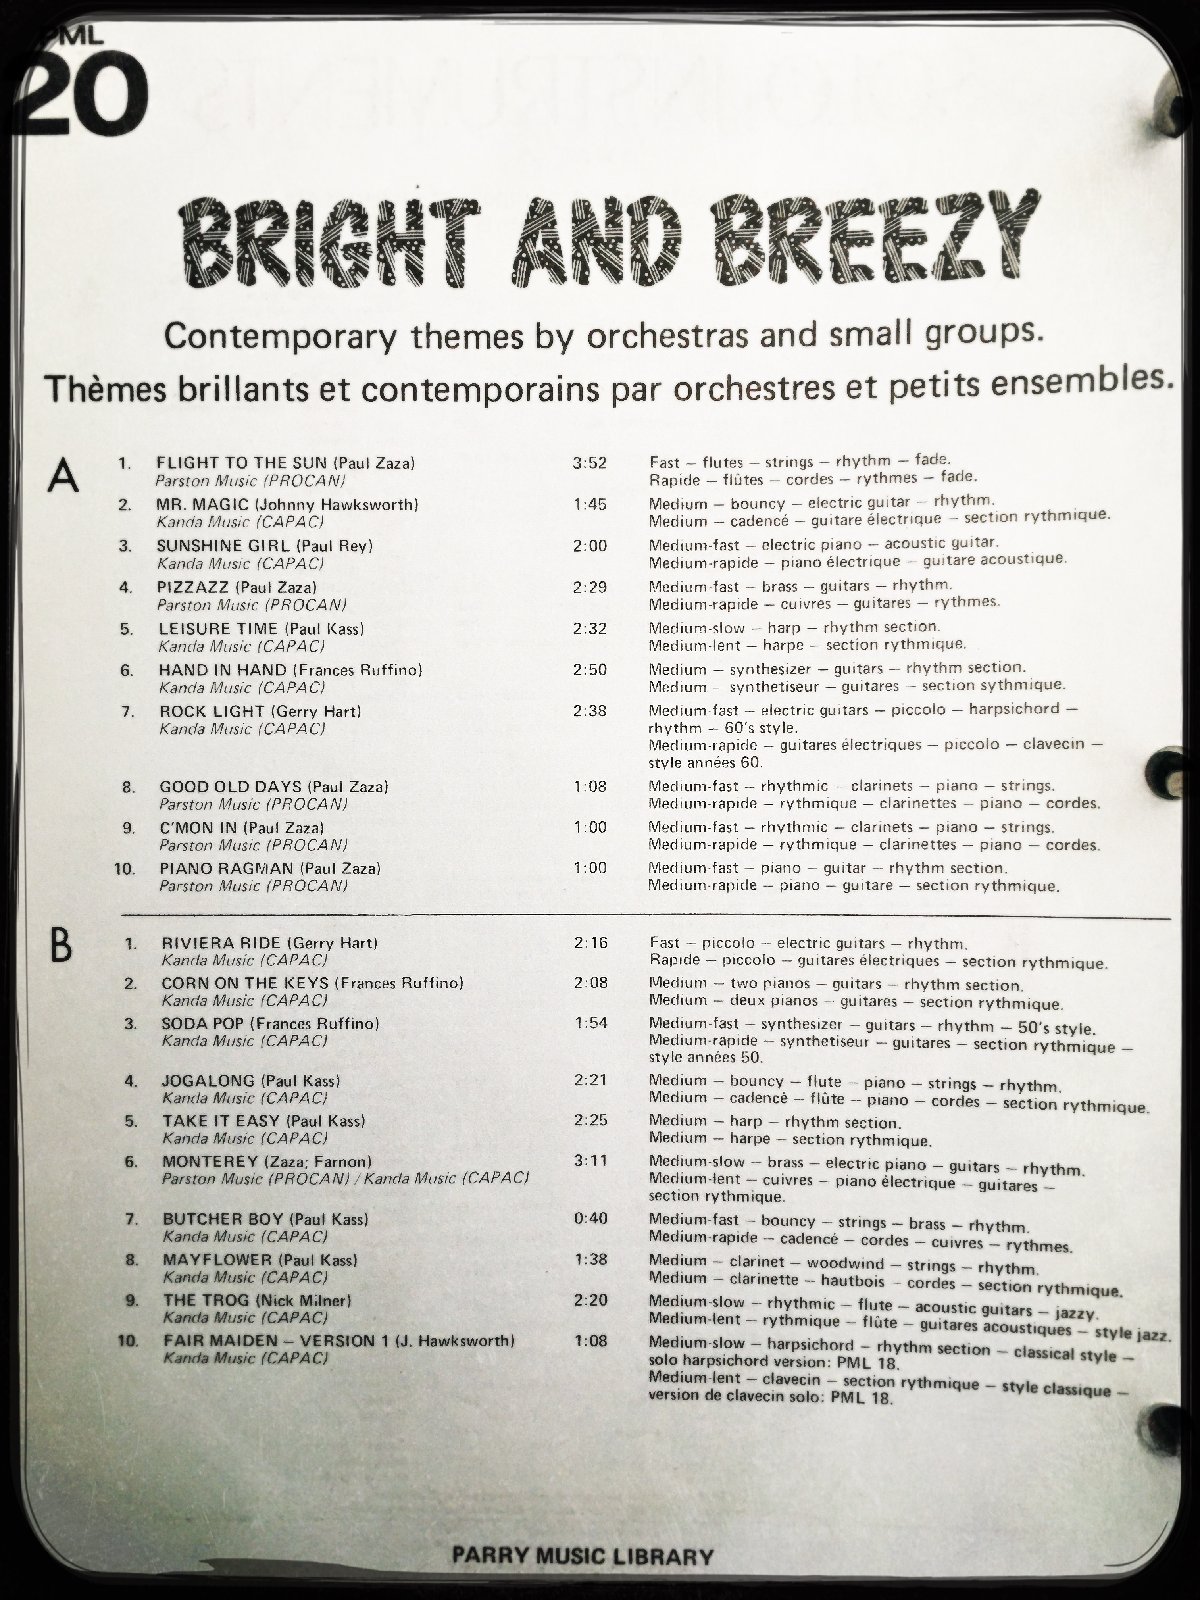 PML
20
BRIGHT AND BREEZY
Contemporary themes by orchestras and small groups.
Thèmes brillants et contemporains par orchestres et petits ensembles.
A
1. FLIGHT TO THE SUN (Paul Zaza) 3:52 Fast – flutes – strings – rhythm – fade.
Parston Music (PROCAN) Rapide – flûtes – cordes – rythmes – fade.
2. MR. MAGIC (Johnny Hawksworth) 1:45 Medium – bouncy – electric guitar – rhythm.
Kanda Music (CAPAC) Medium – cadencé – guitare électrique – section rythmique.
3. SUNSHINE GIRL (Paul Rey) 2:00 Medium-fast – electric piano – acoustic guitar.
Kanda Music (CAPAC) Medium-rapide – piano électrique – guitare acoustique.
4. PIZZAZZ (Paul Zaza) 2:29 Medium-fast – brass – guitars – rhythm.
Parston Music (PROCAN) Medium-rapide – cuivres – guitares – rythmes.
5. LEISURE TIME (Paul Kass) 2:32 Medium-slow – harp – rhythm section.
Kanda Music (CAPAC) Medium-lent – harpe – section rythmique.
6. HAND IN HAND (Frances Ruffino) 2:50 Medium – synthesizer – guitars – rhythm section.
Kanda Music (CAPAC) Medium – synthetiseur – guitares – section sythmique.
7. ROCK LIGHT (Gerry Hart) 2:38 Medium-fast – electric guitars – piccolo – harpsichord –
Kanda Music (CAPAC) rhythm – 60's style.
Medium-rapide – guitares électriques – piccolo – clavecin –
style années 60.
8. GOOD OLD DAYS (Paul Zaza) 1:08 Medium-fast – rhythmic – clarinets – piano – strings.
Parston Music (PROCAN) Medium-rapide – rythmique – clarinettes – piano – cordes.
9. C'MON IN (Paul Zaza) 1:00 Medium-fast – rhythmic – clarinets – piano – strings.
Parston Music (PROCAN) Medium-rapide – rythmique – clarinettes – piano – cordes.
10. PIANO RAGMAN (Paul Zaza) 1:00 Medium-fast – piano – guitar – rhythm section.
Parston Music (PROCAN) Medium-rapide – piano – guitare – section rythmique.
B
1. RIVIERA RIDE (Gerry Hart) 2:16 Fast – piccolo – electric guitars – rhythm.
Kanda Music (CAPAC) Rapide – piccolo – guitares électriques – section rythmique.
2. CORN ON THE KEYS (Frances Ruffino) 2:08 Medium – two pianos – guitars – rhythm section.
Kanda Music (CAPAC) Medium – deux pianos – guitares – section rythmique.
3. SODA POP (Frances Ruffino) 1:54 Medium-fast – synthesizer – guitars – rhythm – 50's style.
Kanda Music (CAPAC) Medium-rapide – synthetiseur – guitares – section rythmique –
style années 50.
4. JOGALONG (Paul Kass) 2:21 Medium – bouncy – flute – piano – strings – rhythm.
Kanda Music (CAPAC) Medium – cadencé – flûte – piano – cordes – section rythmique.
5. TAKE IT EASY (Paul Kass) 2:25 Medium – harp – rhythm section.
Kanda Music (CAPAC) Medium – harpe – section rythmique.
6. MONTEREY (Zaza; Farnon) 3:11 Medium-slow – brass – electric piano – guitars – rhythm.
Parston Music (PROCAN) / Kanda Music (CAPAC) Medium-lent – cuivres – piano électrique – guitares –
section rythmique.
7. BUTCHER BOY (Paul Kass) 0:40 Medium-fast – bouncy – strings – brass – rhythm.
Kanda Music (CAPAC) Medium-rapide – cadencé – cordes – cuivres – rythmes.
8. MAYFLOWER (Paul Kass) 1:38 Medium – clarinet – woodwind – strings – rhythm.
Kanda Music (CAPAC) Medium – clarinette – hautbois – cordes – section rythmique.
9. THE TROG (Nick Milner) 2:20 Medium-slow – rhythmic – flute – acoustic guitars – jazzy.
Kanda Music (CAPAC) Medium-lent – rythmique – flûte – guitares acoustiques – style jazz.
10. FAIR MAIDEN – VERSION 1 (J. Hawksworth) 1:08 Medium-slow – harpsichord – rhythm section – classical style –
Kanda Music (CAPAC) solo harpsichord version: PML 18.
Medium-lent – clavecin – section rythmique – style classique –
version de clavecin solo: PML 18.
PARRY MUSIC LIBRARY